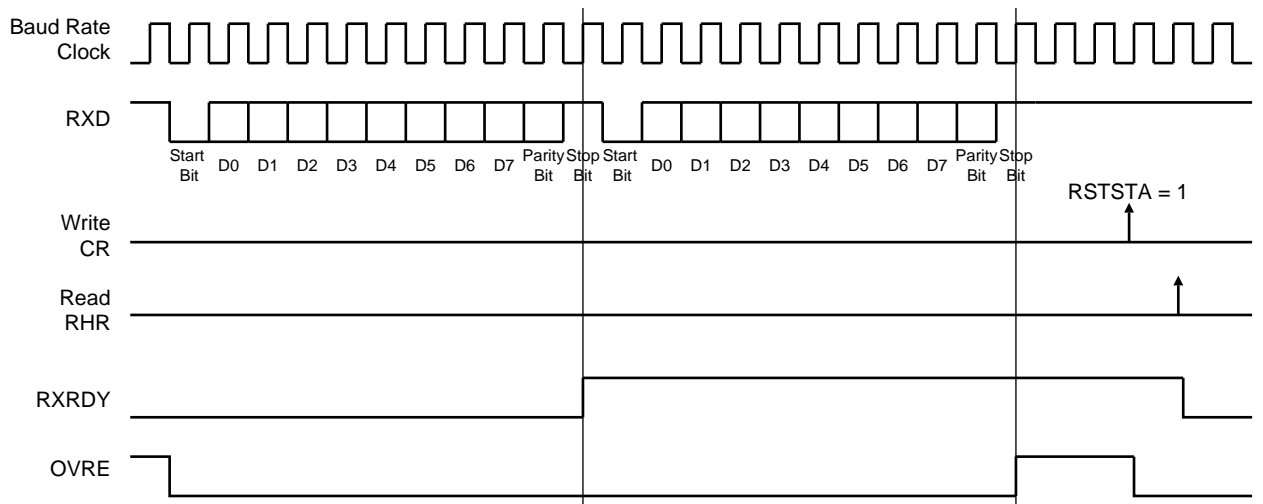 Baud Rate
Clock
RXD
Start
Bit
D0
D1
D2
D3
D4
D5
D6
D7
Parity
Bit
Stop
Bit
Start
Bit
D0
D1
D2
D3
D4
D5
D6
D7
Parity
Bit
Stop
Bit
RSTSTA = 1
Write
CR
Read
RHR
RXRDY
OVRE